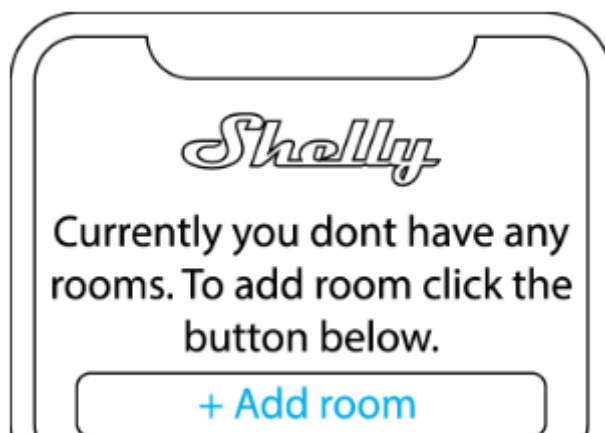 Shelly
Currently you dont have any
rooms. To add room click the
button below.
+ Add room